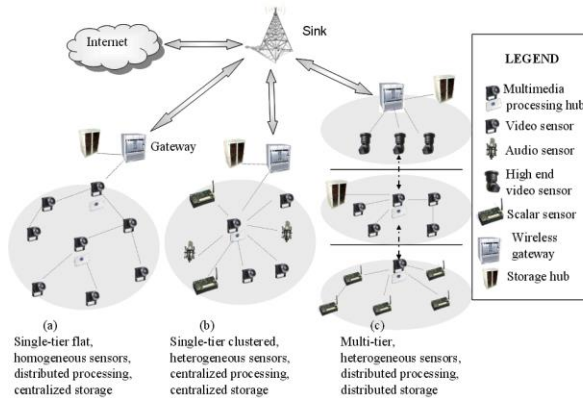 Internet
Sink
Gateway
LEGEND
Multimedia
processing hub
Video sensor
Audio sensor
High end
video sensor
Scalar sensor
Wireless
gateway
Storage hub
(a)
Single-tier flat,
homogeneous sensors,
distributed processing,
centralized storage
(b)
Single-tier clustered,
heterogeneous sensors,
centralized processing,
centralized storage
(c)
Multi-tier,
heterogeneous sensors,
distributed processing,
distributed storage